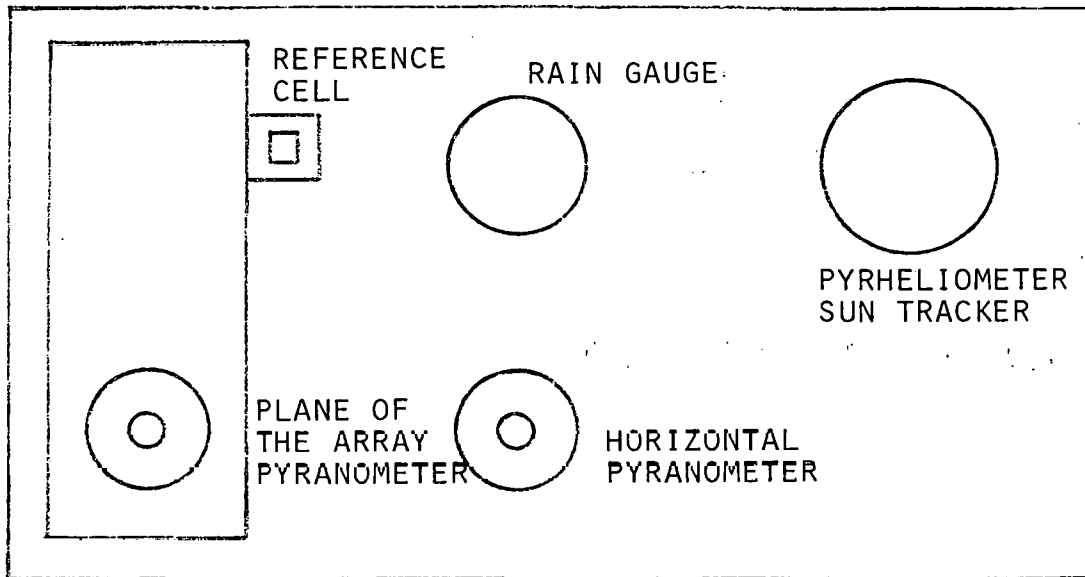 REFERENCE
CELL
RAIN GAUGE
PYRHELIOMETER
SUN TRACKER
PLANE OF
THE ARRAY
PYRANOMETER
HORIZONTAL
PYRANOMETER